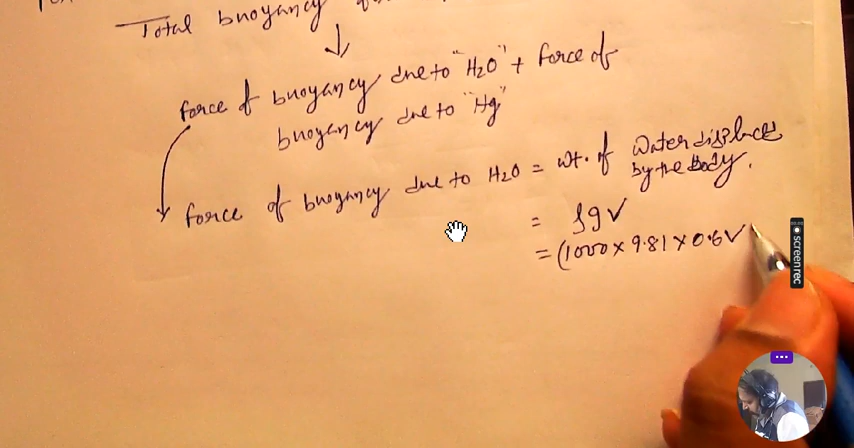 Total buoyancy
↓
force of buoyancy due to "H2O" + force of
buoyancy due to "Hg"
force of buoyancy due to H2O = wt. of water displaces
by the body.
= ρgV
= (1000 × 9.81 × 0.6V
screenrec